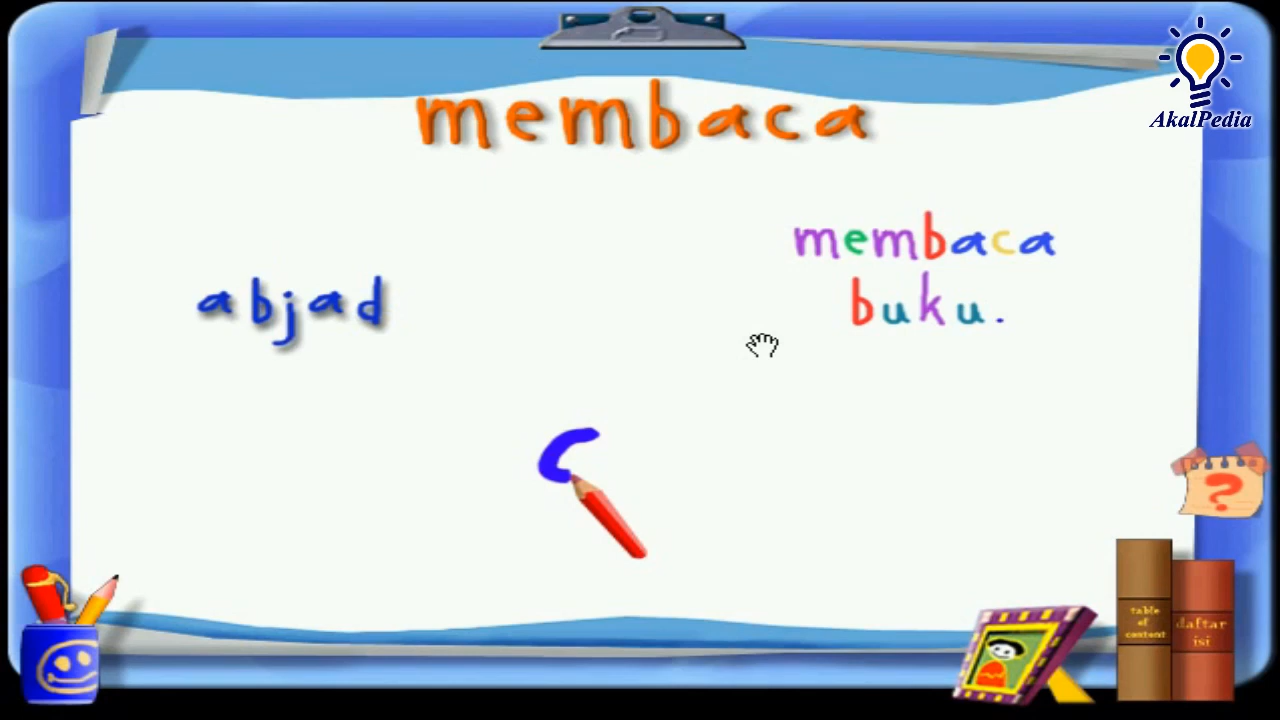 membaca
AkalPedia
abjad
membaca
buku.
?
table
of
content
daftar
isi